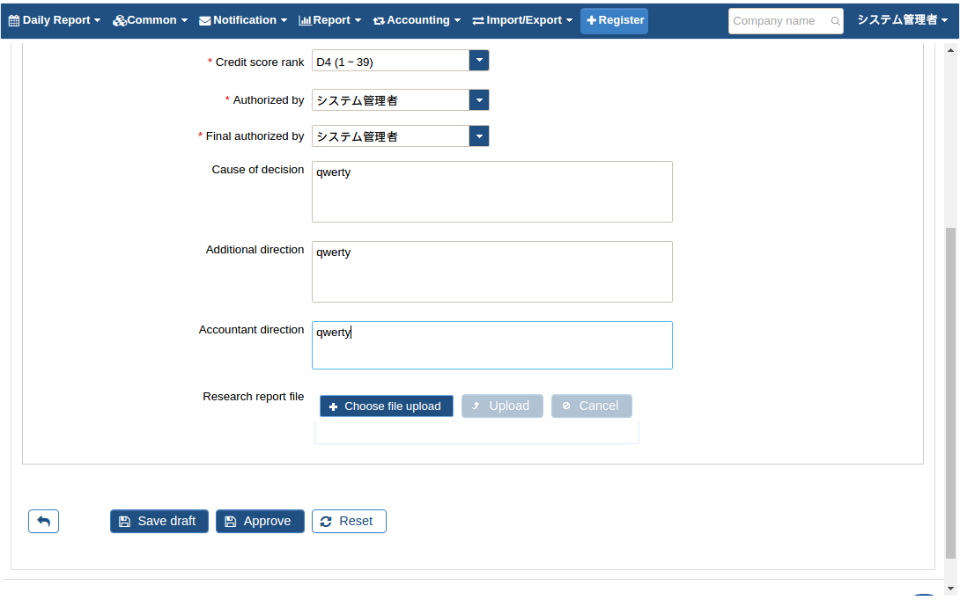 Daily Report Common Notification Report Accounting Import/Export Register Company name システム管理者
* Credit score rank D4 (1 ~ 39)
* Authorized by システム管理者
* Final authorized by システム管理者
Cause of decision qwerty
Additional direction qwerty
Accountant direction qwerty
Research report file Choose file upload Upload Cancel
Save draft Approve Reset